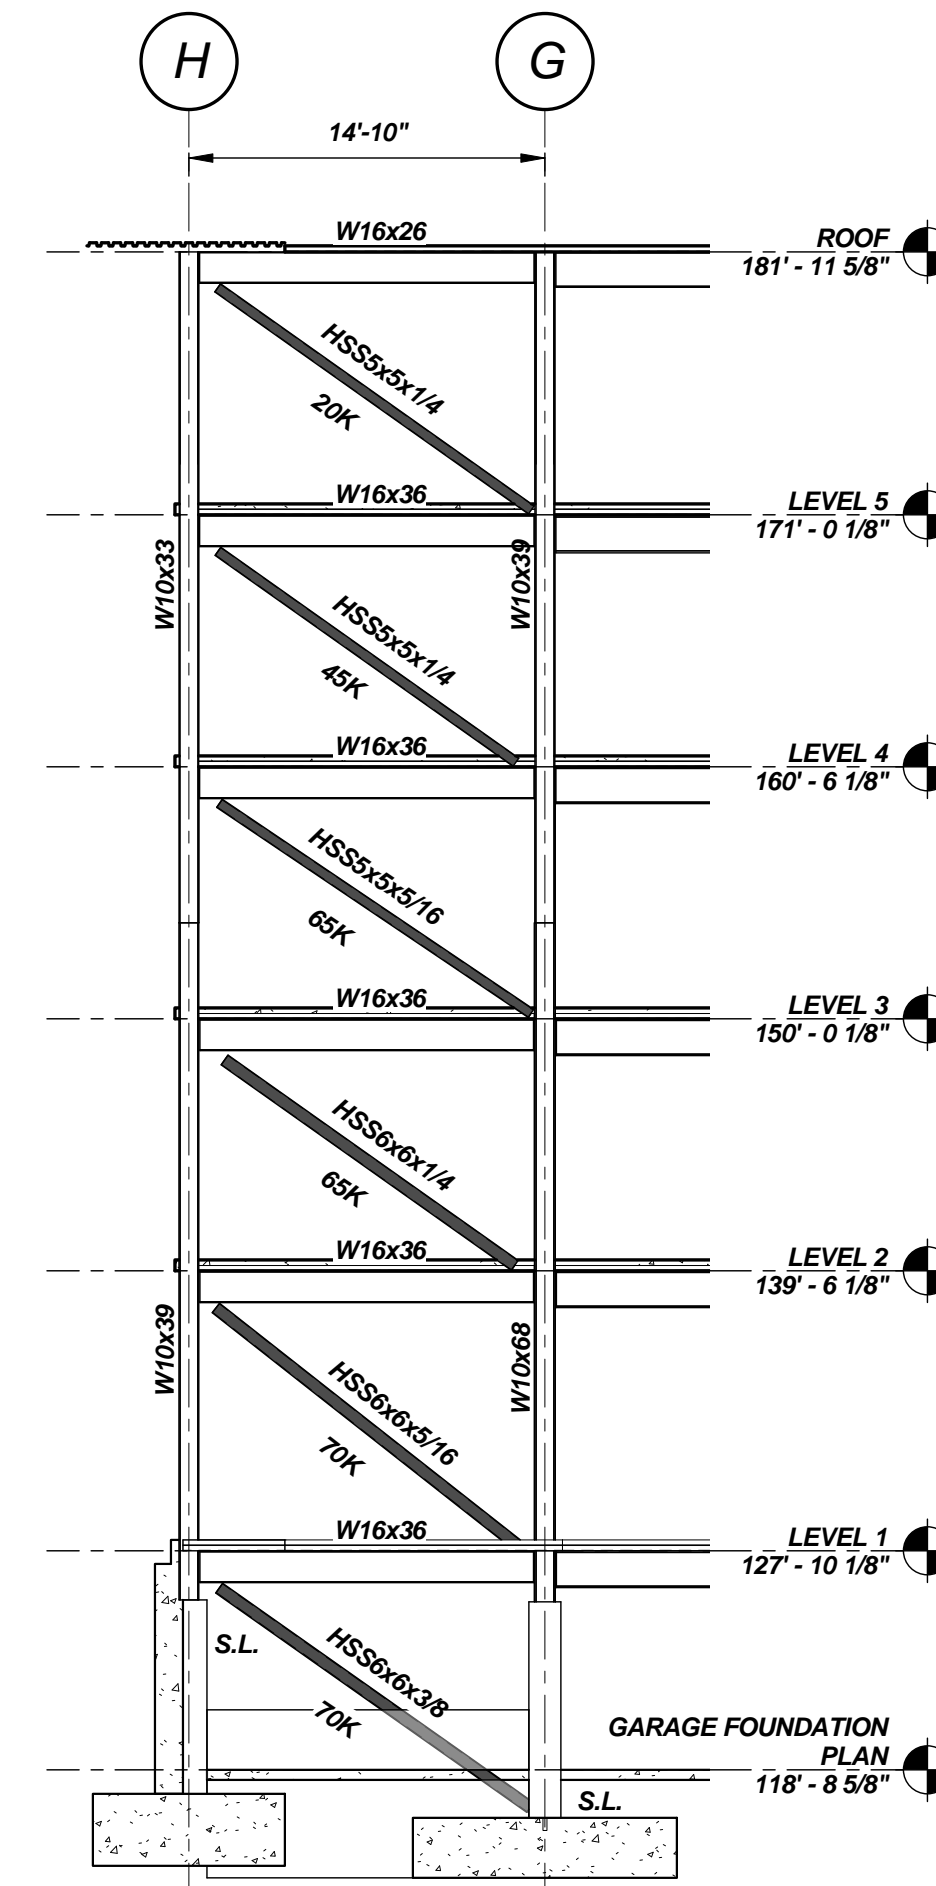 H
G
14'-10"
W16x26
ROOF
181' - 11 5/8"
HSS5x5x1/4
20K
W16x36
LEVEL 5
171' - 0 1/8"
W10x33
W10x39
HSS5x5x1/4
45K
W16x36
LEVEL 4
160' - 6 1/8"
HSS5x5x5/16
65K
W16x36
LEVEL 3
150' - 0 1/8"
HSS6x6x1/4
65K
W16x36
LEVEL 2
139' - 6 1/8"
W10x39
W10x68
HSS6x6x5/16
70K
W16x36
LEVEL 1
127' - 10 1/8"
S.L.
HSS6x6x3/8
70K
GARAGE FOUNDATION
PLAN
118' - 8 5/8"
S.L.